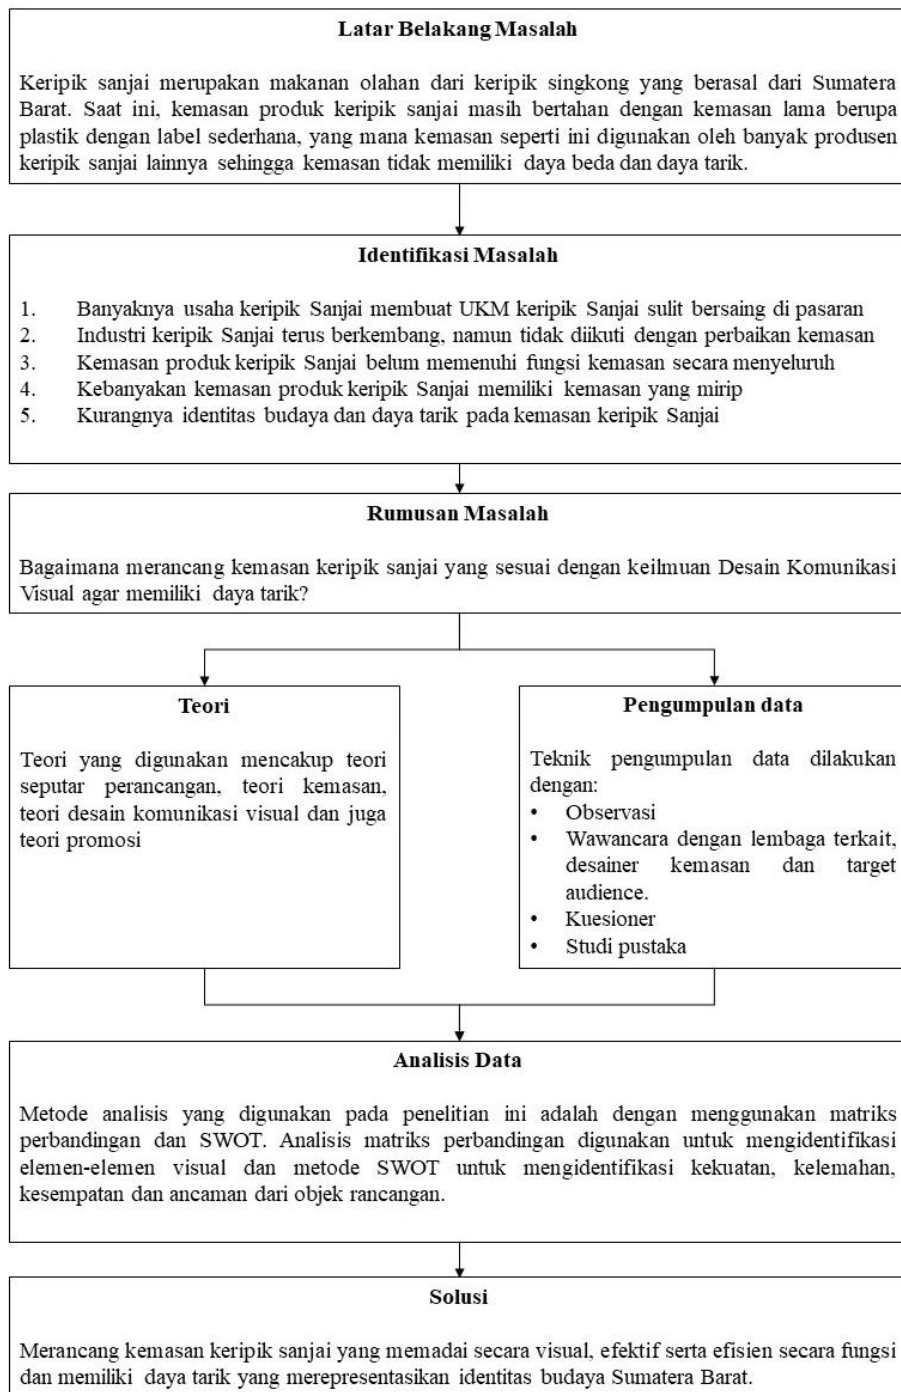 Latar Belakang Masalah
Keripik sanjai merupakan makanan olahan dari keripik singkong yang berasal dari Sumatera
Barat. Saat ini, kemasan produk keripik sanjai masih bertahan dengan kemasan lama berupa
plastik dengan label sederhana, yang mana kemasan seperti ini digunakan oleh banyak produsen
keripik sanjai lainnya sehingga kemasan tidak memiliki daya beda dan daya tarik.
Identifikasi Masalah
1. Banyaknya usaha keripik Sanjai membuat UKM keripik Sanjai sulit bersaing di pasaran
2. Industri keripik Sanjai terus berkembang, namun tidak diikuti dengan perbaikan kemasan
3. Kemasan produk keripik Sanjai belum memenuhi fungsi kemasan secara menyeluruh
4. Kebanyakan kemasan produk keripik Sanjai memiliki kemasan yang mirip
5. Kurangnya identitas budaya dan daya tarik pada kemasan keripik Sanjai
Rumusan Masalah
Bagaimana merancang kemasan keripik sanjai yang sesuai dengan keilmuan Desain Komunikasi
Visual agar memiliki daya tarik?
Teori
Teori yang digunakan mencakup teori
seputar perancangan, teori kemasan,
teori desain komunikasi visual dan juga
teori promosi
Pengumpulan data
Teknik pengumpulan data dilakukan
dengan:
• Observasi
• Wawancara dengan lembaga terkait,
desainer kemasan dan target
audience.
• Kuesioner
• Studi pustaka
Analisis Data
Metode analisis yang digunakan pada penelitian ini adalah dengan menggunakan matriks
perbandingan dan SWOT. Analisis matriks perbandingan digunakan untuk mengidentifikasi
elemen-elemen visual dan metode SWOT untuk mengidentifikasi kekuatan, kelemahan,
kesempatan dan ancaman dari objek rancangan.
Solusi
Merancang kemasan keripik sanjai yang memadai secara visual, efektif serta efisien secara fungsi
dan memiliki daya tarik yang merepresentasikan identitas budaya Sumatera Barat.